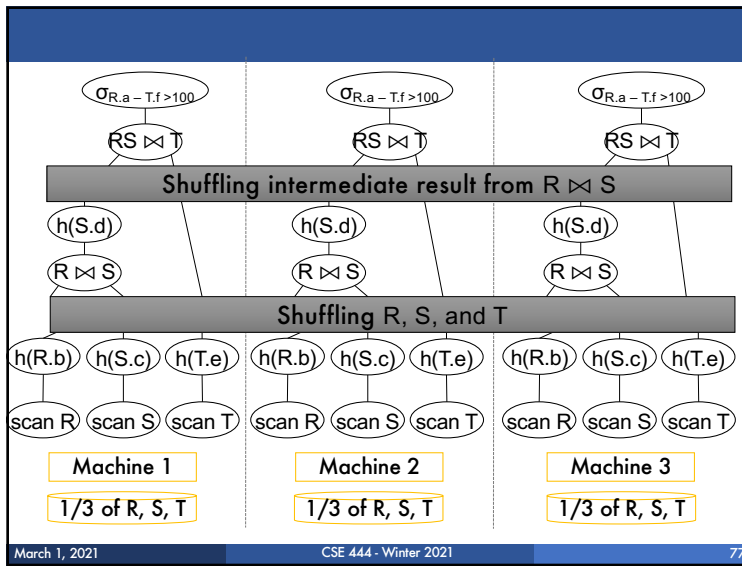 σR.a – T.f >100 σR.a – T.f >100 σR.a – T.f >100
RS ⋈ T RS ⋈ T RS ⋈ T
Shuffling intermediate result from R ⋈ S
h(S.d) h(S.d) h(S.d)
R ⋈ S R ⋈ S R ⋈ S
Shuffling R, S, and T
h(R.b) h(S.c) h(T.e) h(R.b) h(S.c) h(T.e) h(R.b) h(S.c) h(T.e)
scan R scan S scan T scan R scan S scan T scan R scan S scan T
Machine 1 Machine 2 Machine 3
1/3 of R, S, T 1/3 of R, S, T 1/3 of R, S, T
March 1, 2021 CSE 444 - Winter 2021 77